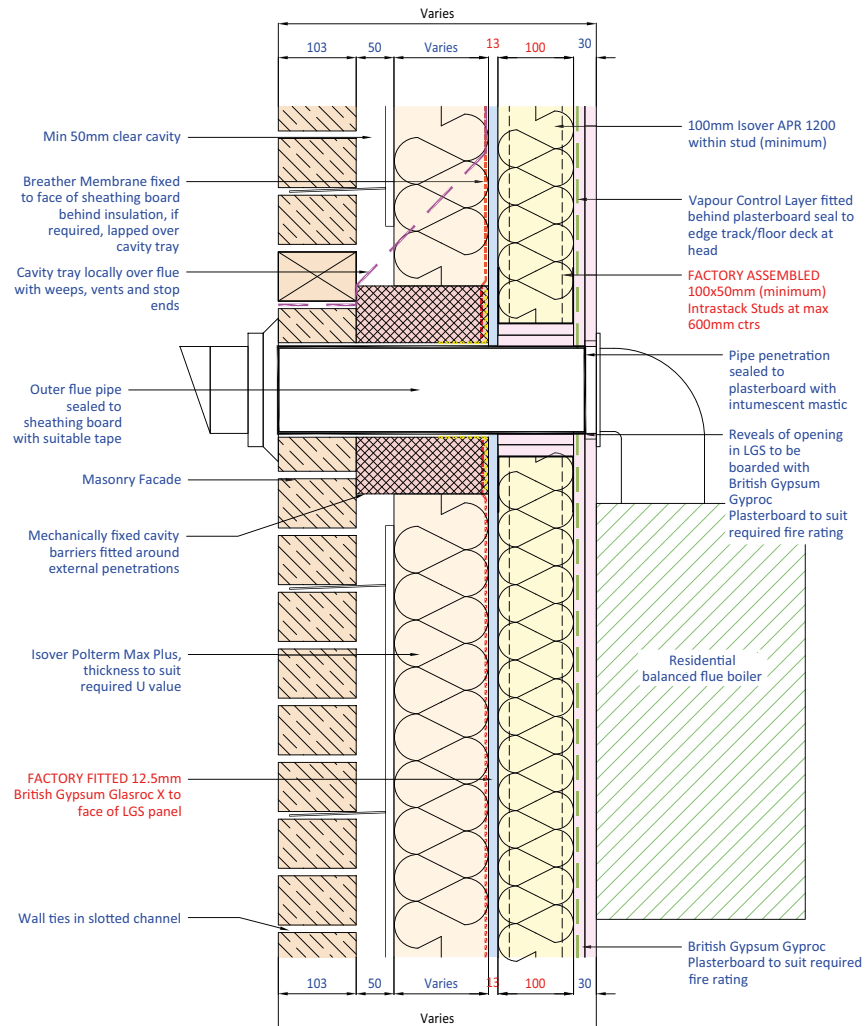 Varies
103
50
Varies
13
100
30
Min 50mm clear cavity
Breather Membrane fixed
to face of sheathing board
behind insulation, if
required, lapped over
cavity tray
Cavity tray locally over flue
with weeps, vents and stop
ends
Outer flue pipe
sealed to
sheathing board
with suitable tape
Masonry Facade
Mechanically fixed cavity
barriers fitted around
external penetrations
Isover Polterm Max Plus,
thickness to suit
required U value
FACTORY FITTED 12.5mm
British Gypsum Glasroc X to
face of LGS panel
Wall ties in slotted channel
100mm Isover APR 1200
within stud (minimum)
Vapour Control Layer fitted
behind plasterboard seal to
edge track/floor deck at
head
FACTORY ASSEMBLED
100x50mm (minimum)
Intrastack Studs at max
600mm ctrs
Pipe penetration
sealed to
plasterboard with
intumescent mastic
Reveals of opening
in LGS to be
boarded with
British Gypsum
Gyproc
Plasterboard to suit
required fire rating
Residential
balanced flue boiler
British Gypsum Gyproc
Plasterboard to suit required
fire rating
103
50
Varies
13
100
30
Varies